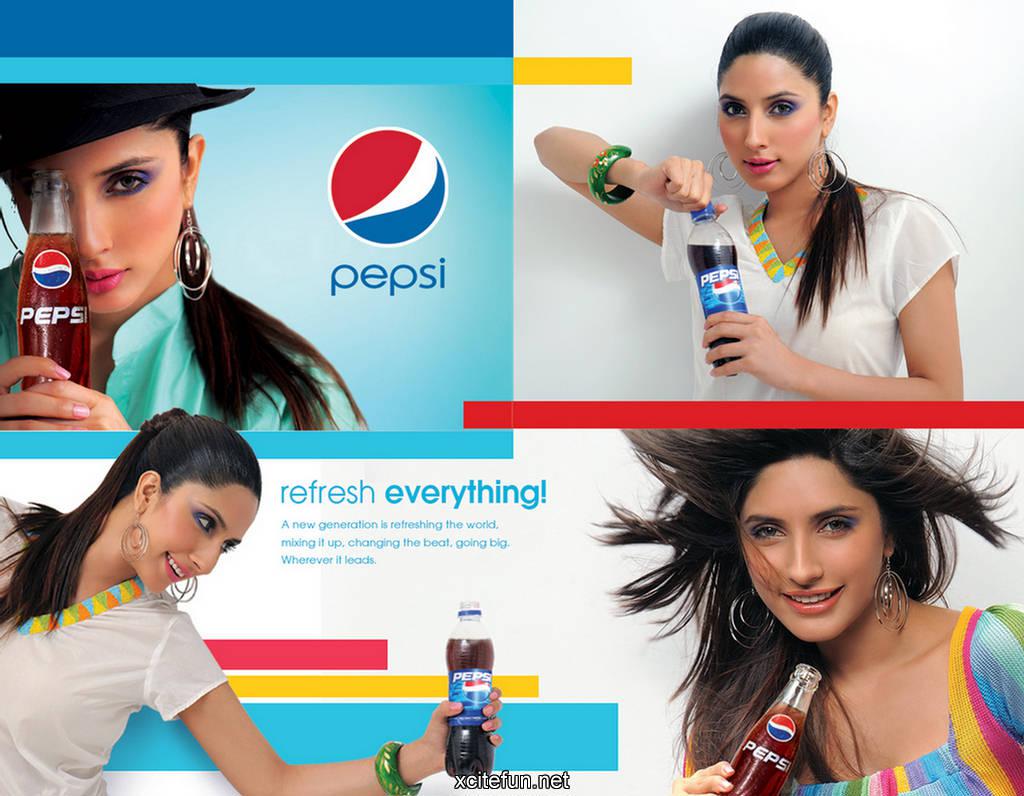 pepsi
PEPSI
PEPSI
refresh everything!
A new generation is refreshing the world,
mixing it up, changing the beat, going big.
Wherever it leads.
PEPSI
PEPSI
xcitefun.net